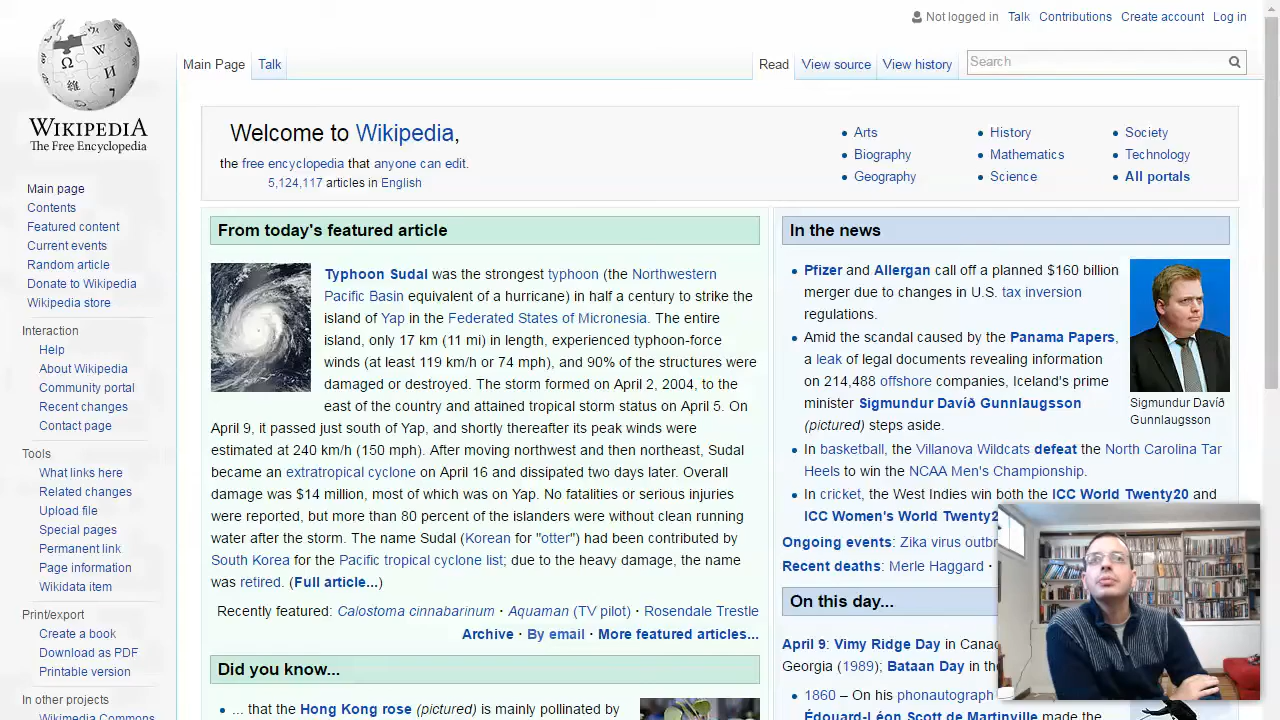 Not logged in Talk Contributions Create account Log in
Main Page Talk Read View source View history Search
WIKIPEDIA
The Free Encyclopedia
Main page
Contents
Featured content
Current events
Random article
Donate to Wikipedia
Wikipedia store
Interaction
Help
About Wikipedia
Community portal
Recent changes
Contact page
Tools
What links here
Related changes
Upload file
Special pages
Permanent link
Page information
Wikidata item
Print/export
Create a book
Download as PDF
Printable version
In other projects
Wikimedia Commons
Welcome to Wikipedia,
the free encyclopedia that anyone can edit.
5,124,117 articles in English
• Arts
• Biography
• Geography
• History
• Mathematics
• Science
• Society
• Technology
• All portals
From today's featured article
Typhoon Sudal was the strongest typhoon (the Northwestern
Pacific Basin equivalent of a hurricane) in half a century to strike the
island of Yap in the Federated States of Micronesia. The entire
island, only 17 km (11 mi) in length, experienced typhoon-force
winds (at least 119 km/h or 74 mph), and 90% of the structures were
damaged or destroyed. The storm formed on April 2, 2004, to the
east of the country and attained tropical storm status on April 5. On
April 9, it passed just south of Yap, and shortly thereafter its peak winds were
estimated at 240 km/h (150 mph). After moving northwest and then northeast, Sudal
became an extratropical cyclone on April 16 and dissipated two days later. Overall
damage was $14 million, most of which was on Yap. No fatalities or serious injuries
were reported, but more than 80 percent of the islanders were without clean running
water after the storm. The name Sudal (Korean for "otter") had been contributed by
South Korea for the Pacific tropical cyclone list; due to the heavy damage, the name
was retired. (Full article...)
Recently featured: Calostoma cinnabarinum · Aquaman (TV pilot) · Rosendale Trestle
Archive · By email · More featured articles...
Did you know...
• ... that the Hong Kong rose (pictured) is mainly pollinated by
In the news
• Pfizer and Allergan call off a planned $160 billion
merger due to changes in U.S. tax inversion
regulations.
• Amid the scandal caused by the Panama Papers,
a leak of legal documents revealing information
on 214,488 offshore companies, Iceland's prime
minister Sigmundur Davíð Gunnlaugsson
(pictured) steps aside.
Sigmundur Davíð
Gunnlaugsson
• In basketball, the Villanova Wildcats defeat the North Carolina Tar
Heels to win the NCAA Men's Championship.
• In cricket, the West Indies win both the ICC World Twenty20 and
ICC Women's World Twenty2
Ongoing events: Zika virus outbr
Recent deaths: Merle Haggard ·
On this day...
April 9: Vimy Ridge Day in Canad
Georgia (1989); Bataan Day in the
• 1860 – On his phonautograph
Édouard-Léon Scott de Martinville made the